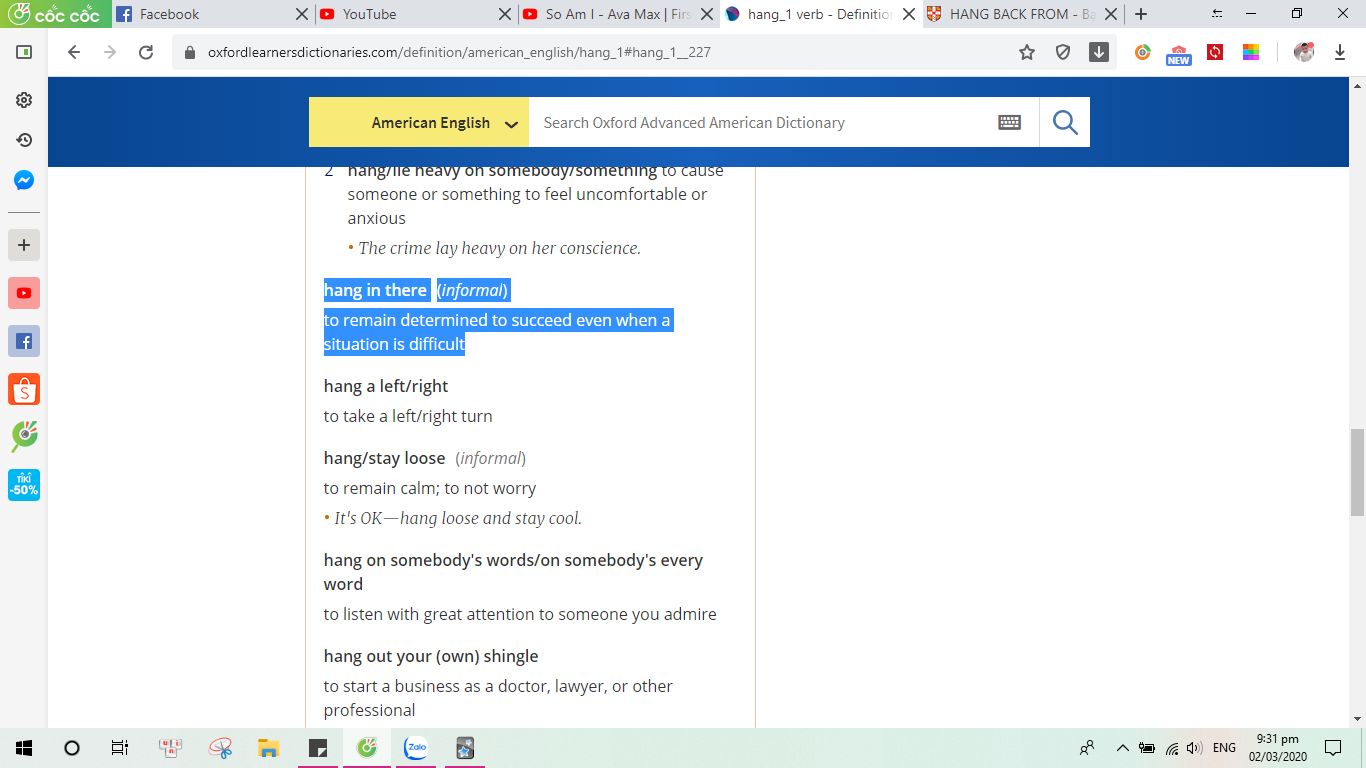 cốc cốc
Facebook
YouTube
So Am I - Ava Max | Firs
hang_1 verb - Definition
HANG BACK FROM - Ba
oxfordlearnersdictionaries.com/definition/american_english/hang_1#hang_1__227
NEW
American English
Search Oxford Advanced American Dictionary
2 hang/lie heavy on somebody/something to cause
someone or something to feel uncomfortable or
anxious
• The crime lay heavy on her conscience.
hang in there (informal)
to remain determined to succeed even when a
situation is difficult
hang a left/right
to take a left/right turn
hang/stay loose (informal)
to remain calm; to not worry
• It's OK—hang loose and stay cool.
hang on somebody's words/on somebody's every
word
to listen with great attention to someone you admire
hang out your (own) shingle
to start a business as a doctor, lawyer, or other
professional
TIKI
-50%
Zalo
ENG
9:31 pm
02/03/2020